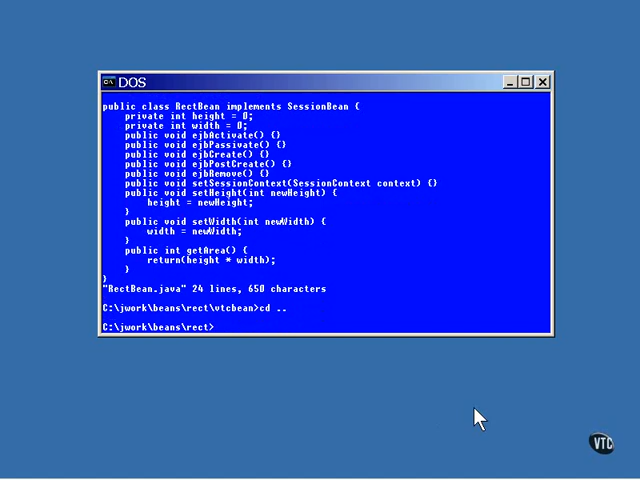 DOS
public class RectBean implements SessionBean {
private int height = 0;
private int width = 0;
public void ejbActivate() {}
public void ejbPassivate() {}
public void ejbCreate() {}
public void ejbPostCreate() {}
public void ejbRemove() {}
public void setSessionContext(SessionContext context) {}
public void setHeight(int newHeight) {
height = newHeight;
}
public void setWidth(int newWidth) {
width = newWidth;
}
public int getArea() {
return(height * width);
}
}
"RectBean.java" 24 lines, 650 characters
C:\jwork\beans\rect\vtcbean>cd ..
C:\jwork\beans\rect>
VTC